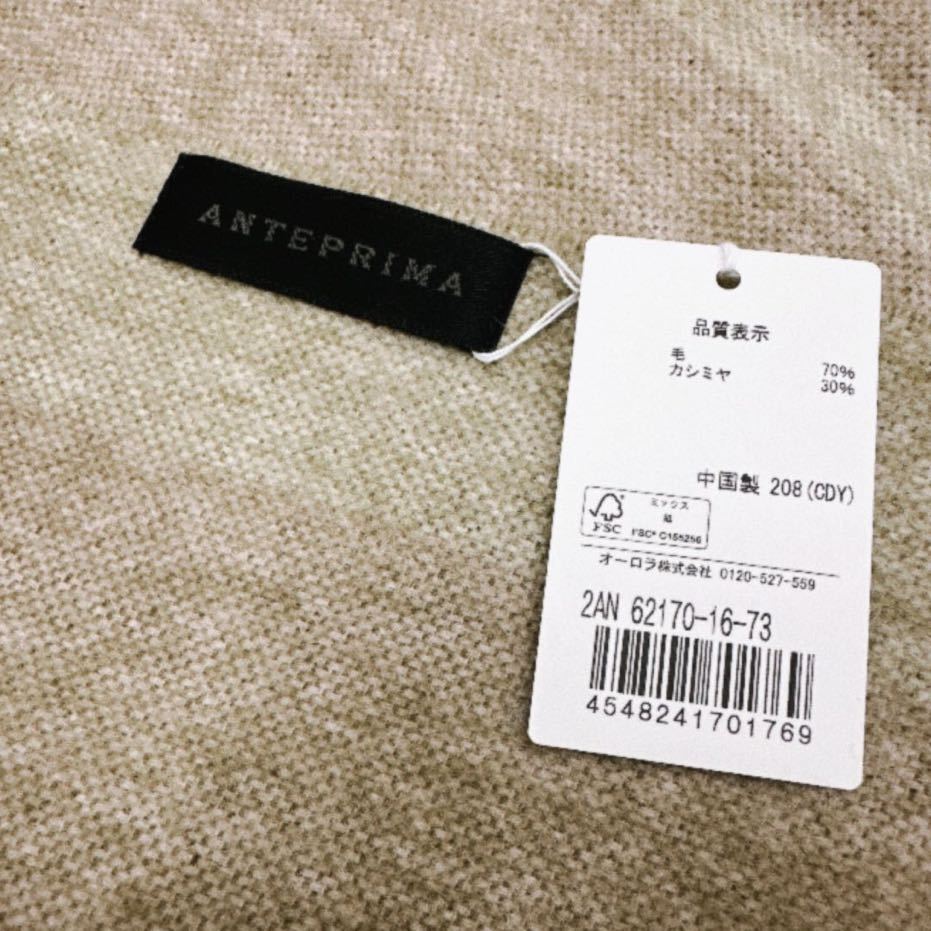 ANTEPRIMA
品質表示
毛 70%
カシミヤ 30%
中国製 208(CDY)
ミックス
紙
FSC
FSC® C155256
オーロラ株式会社 0120-527-559
2AN 62170-16-73
4548241701769